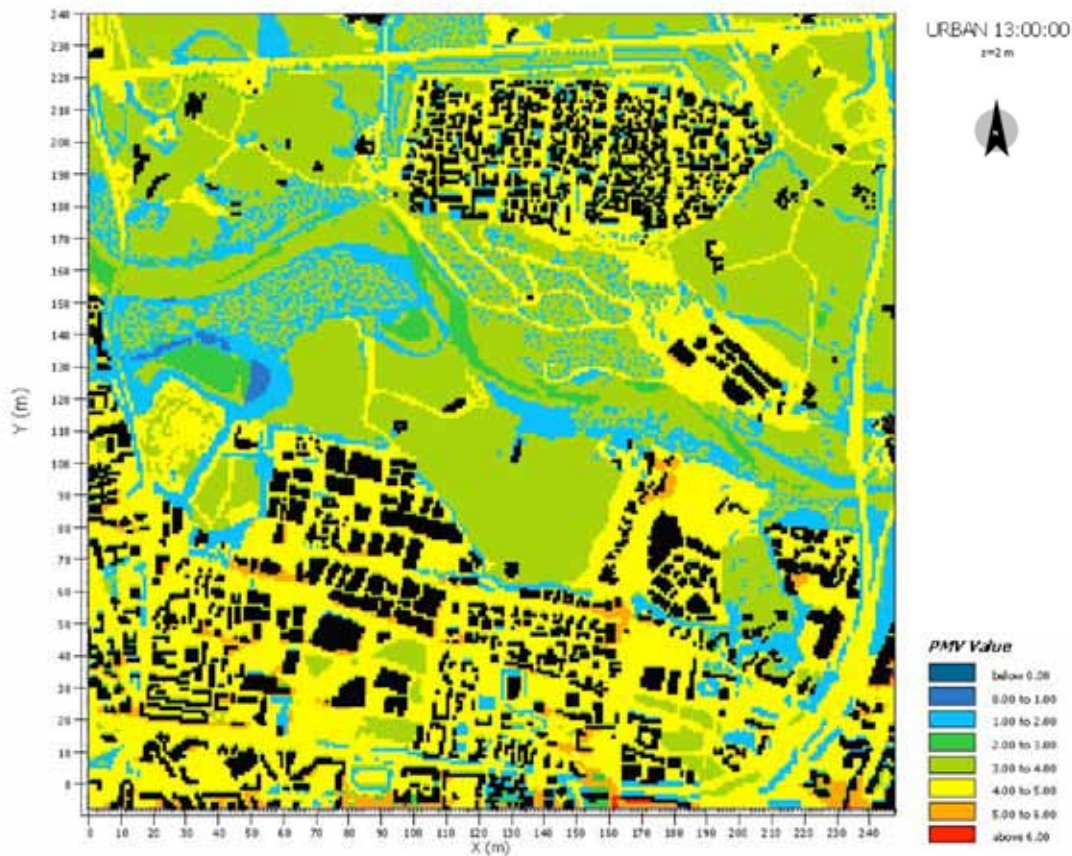 URBAN 13:00:00
z=2 m
N
240
230
220
210
200
190
180
170
160
150
140
130
120
110
100
90
80
70
60
50
40
30
20
10
0
Y (m)
0 10 20 30 40 50 60 70 80 90 100 110 120 130 140 150 160 170 180 190 200 210 220 230 240
X (m)
PMV Value
below 0.00
0.00 to 1.00
1.00 to 2.00
2.00 to 3.00
3.00 to 4.00
4.00 to 5.00
5.00 to 6.00
above 6.00